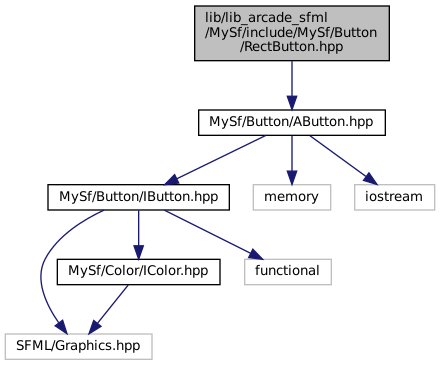 lib/lib_arcade_sfml
/MySf/include/MySf/Button
/RectButton.hpp
MySf/Button/AButton.hpp
MySf/Button/IButton.hpp
memory
iostream
MySf/Color/IColor.hpp
functional
SFML/Graphics.hpp